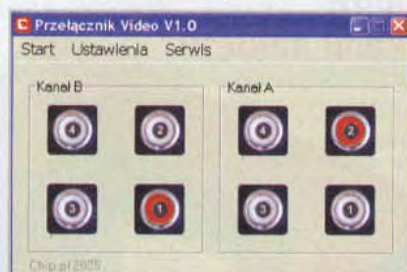 Przełącznik Video V1.0
Start Ustawienia Serwis
Kanał B
Kanał A
4 2 4 2
3 1 3 1
Chip.pl 2005